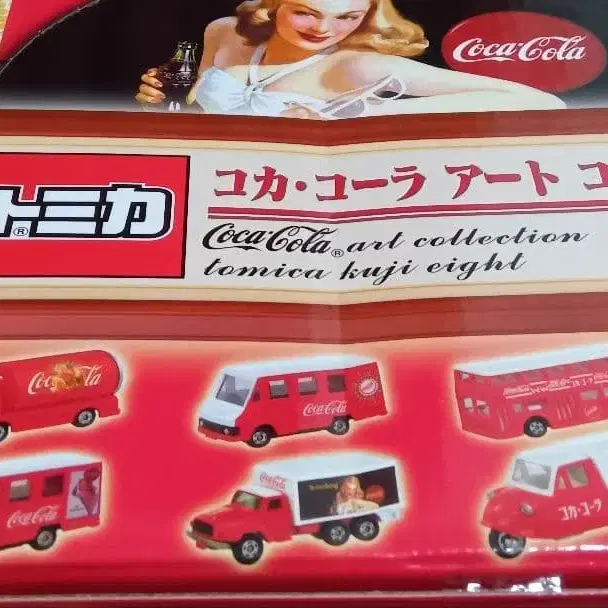 Coca-Cola
トミカ®
コカ・コーラ アート コ
Coca-Cola® art collection
tomica kuji eight
Coca-Cola
Coca-Cola
Coca-Cola
Coca-Cola
Refreshing
コカ・コーラ